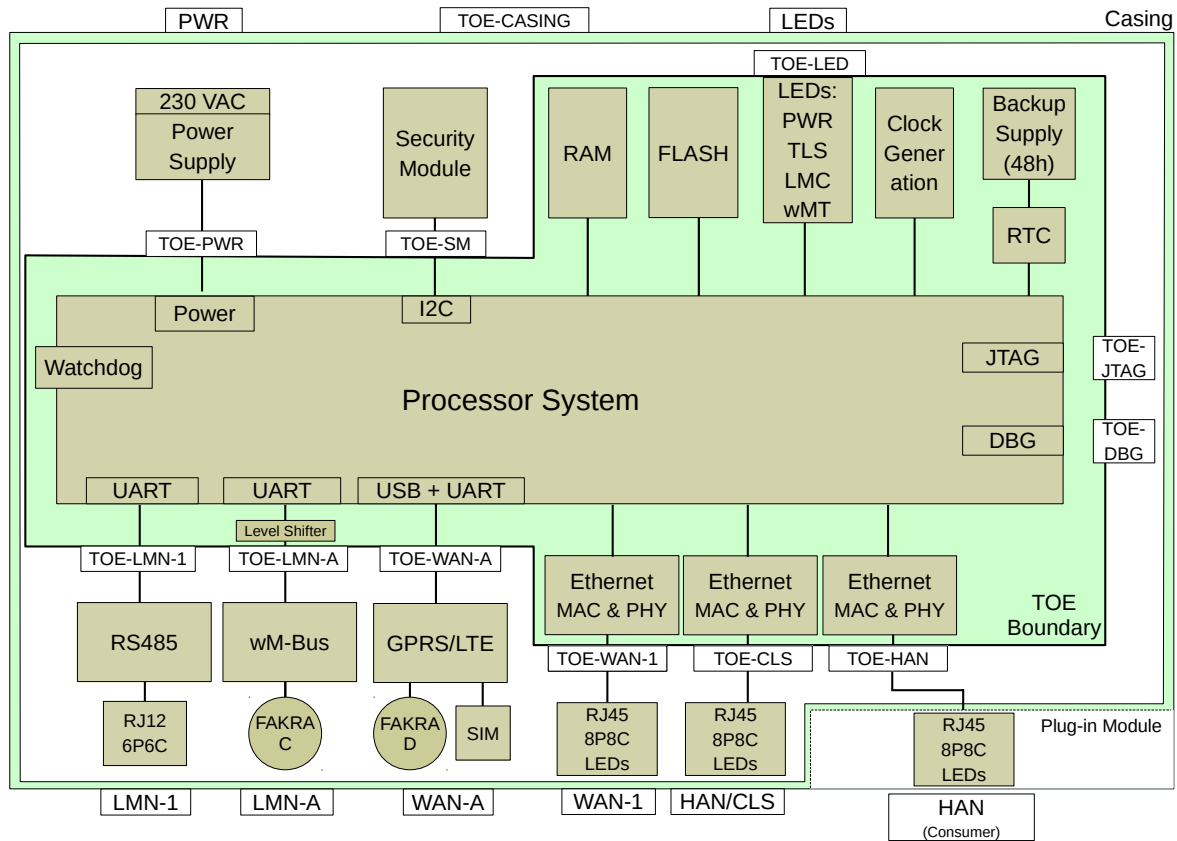 PWR
TOE-CASING
LEDs
Casing
TOE-LED
230 VAC
Power
Supply
Security
Module
RAM
FLASH
LEDs:
PWR
TLS
LMC
wMT
Clock
Gener
ation
Backup
Supply
(48h)
RTC
TOE-PWR
TOE-SM
Power
I2C
Watchdog
Processor System
JTAG
TOE-
JTAG
DBG
TOE-
DBG
UART
UART
USB + UART
Level Shifter
TOE-LMN-1
TOE-LMN-A
TOE-WAN-A
Ethernet
MAC & PHY
Ethernet
MAC & PHY
Ethernet
MAC & PHY
TOE
Boundary
RS485
wM-Bus
GPRS/LTE
TOE-WAN-1
TOE-CLS
TOE-HAN
RJ12
6P6C
FAKRA
C
FAKRA
D
SIM
RJ45
8P8C
LEDs
RJ45
8P8C
LEDs
RJ45
8P8C
LEDs
Plug-in Module
LMN-1
LMN-A
WAN-A
WAN-1
HAN/CLS
HAN
(Consumer)